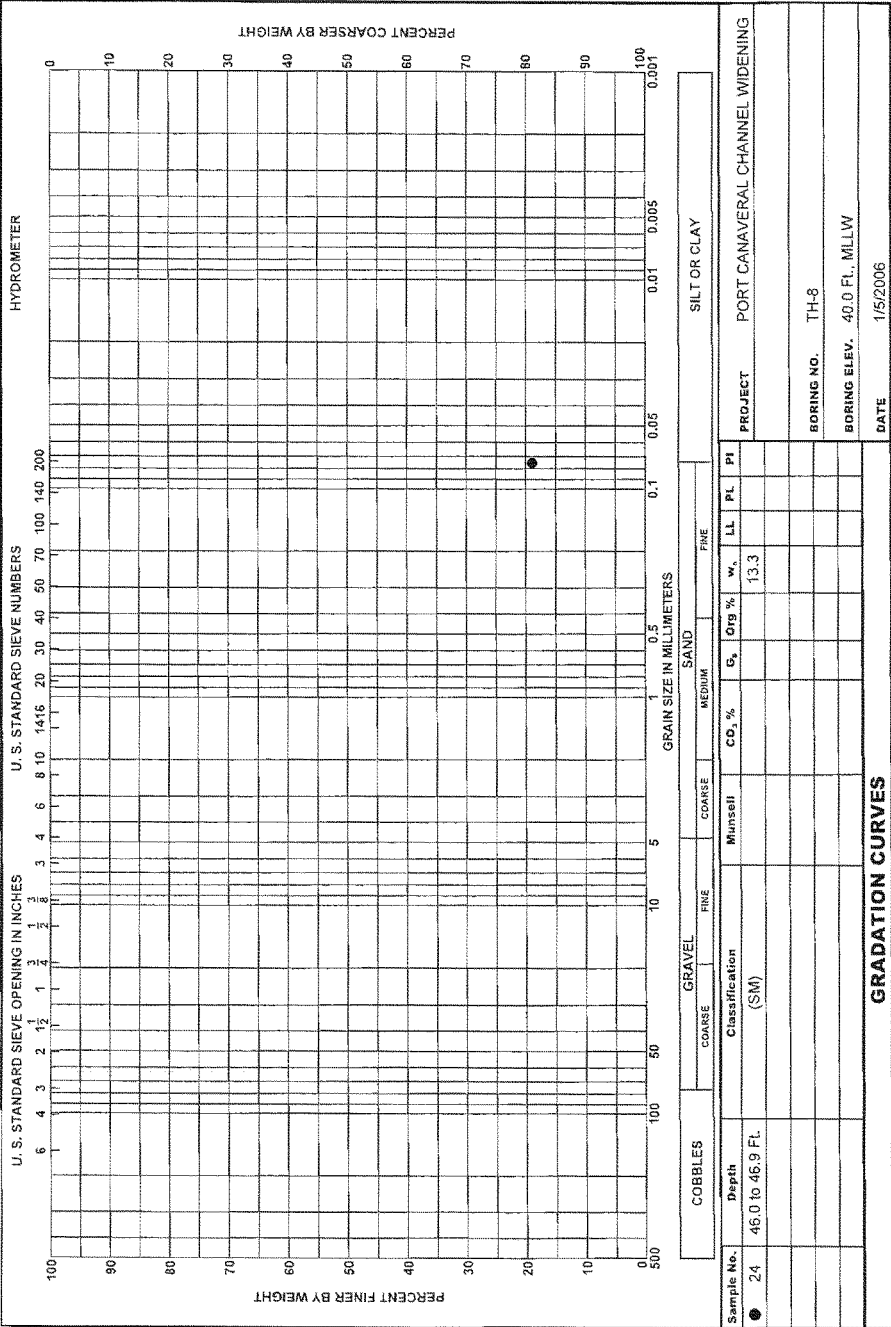 U. S. STANDARD SIEVE OPENING IN INCHES
U. S. STANDARD SIEVE NUMBERS
HYDROMETER
6 4 3 2 1½ 1 ¾ ½ ⅜ 3 4 6 8 10 1416 20 30 40 50 70 100 140 200
PERCENT FINER BY WEIGHT
100
90
80
70
60
50
40
30
20
10
0
PERCENT COARSER BY WEIGHT
0
10
20
30
40
50
60
70
80
90
100
500 100 50 10 5 1 0.5 0.1 0.05 0.01 0.005 0.001
GRAIN SIZE IN MILLIMETERS
COBBLES GRAVEL SAND SILT OR CLAY
COARSE FINE COARSE MEDIUM FINE
Sample No. Depth Classification Munsell CO₃ % Gₛ Org % wₙ LL PL PI
24 46.0 to 46.9 Ft. (SM) 13.3
PROJECT PORT CANAVERAL CHANNEL WIDENING
BORING NO. TH-8
BORING ELEV. 40.0 Ft., MLLW
GRADATION CURVES
DATE 1/5/2006